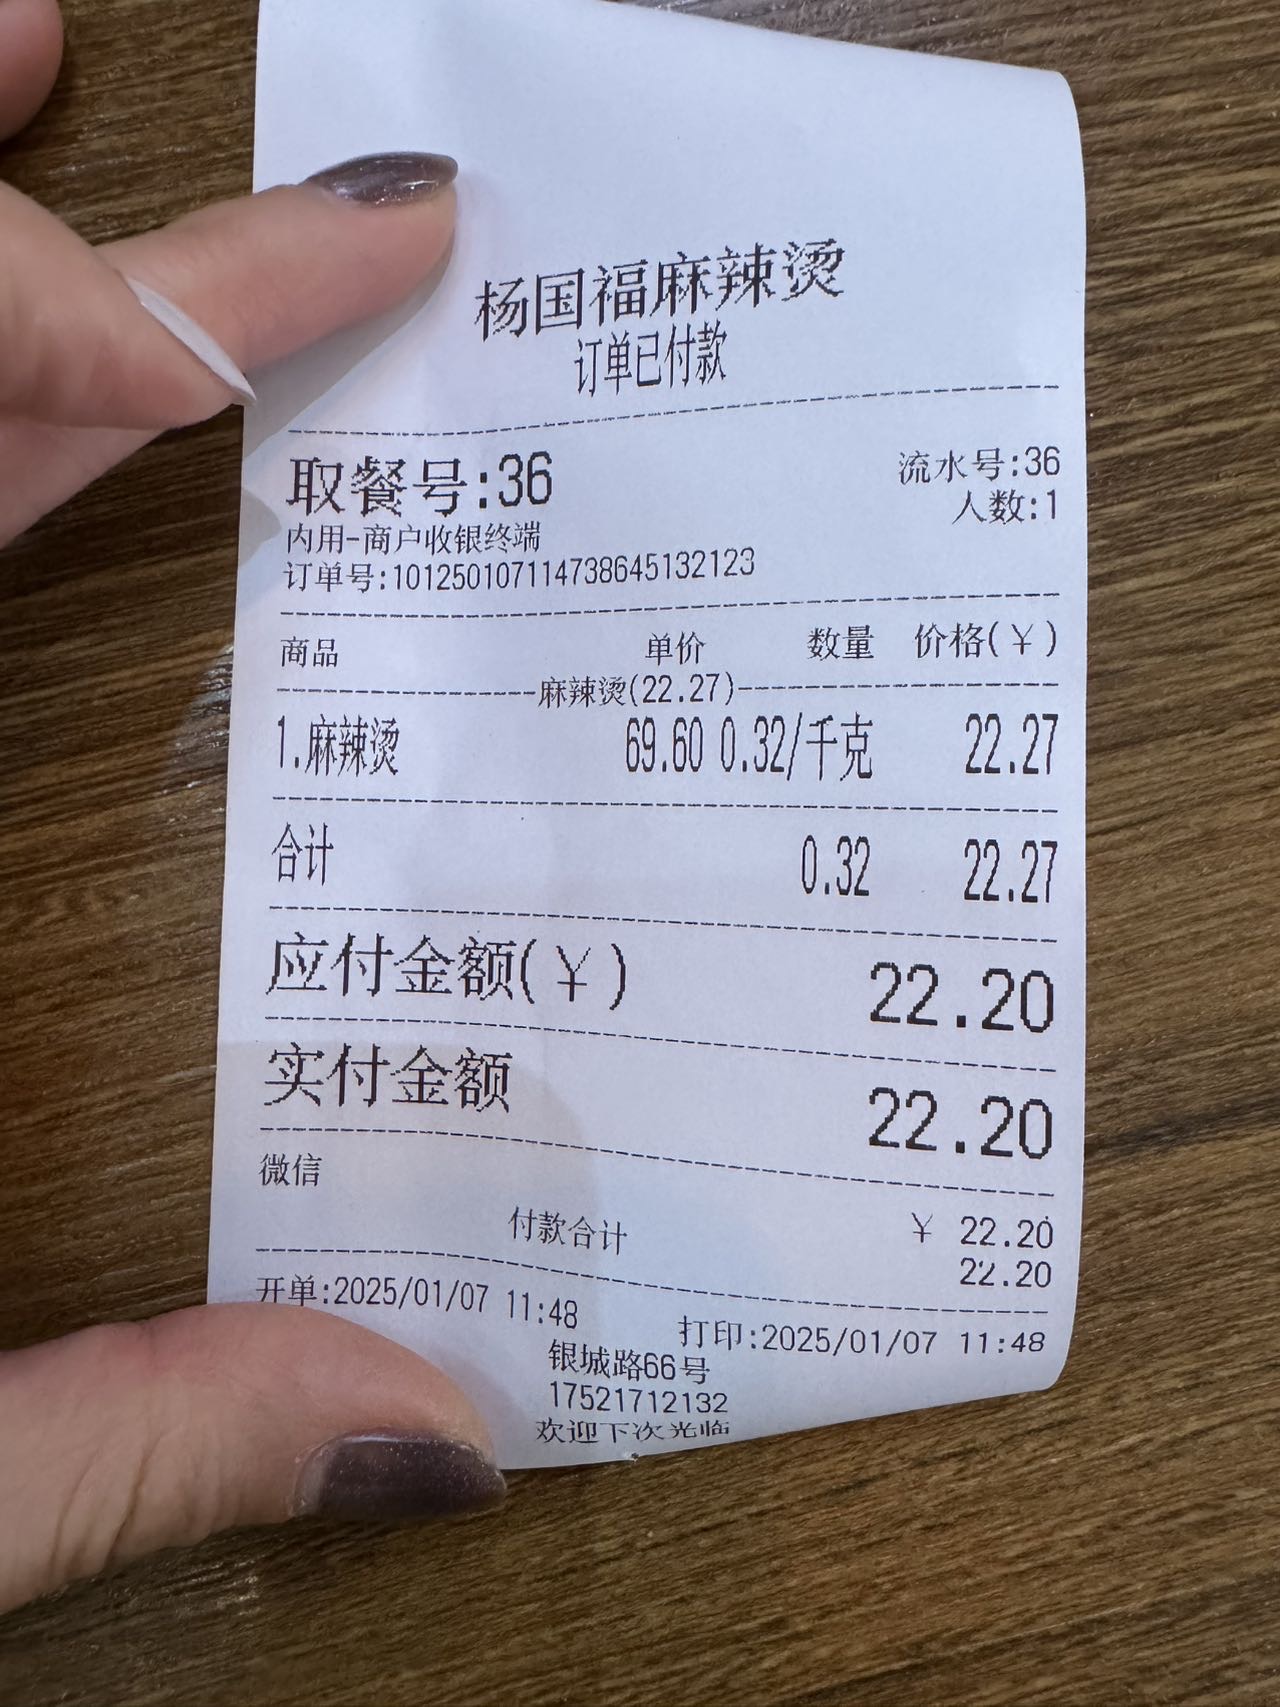 杨国福麻辣烫
订单已付款
取餐号:36
流水号:36
人数:1
内用-商户收银终端
订单号:101250107114738645132123
商品 单价 数量 价格(￥)
麻辣烫(22.27)
1.麻辣烫 69.60 0.32/千克 22.27
合计 0.32 22.27
应付金额(￥) 22.20
实付金额 22.20
微信 ￥ 22.20
付款合计 22.20
开单:2025/01/07 11:48
打印:2025/01/07 11:48
银城路66号
17521712132
欢迎下次光临